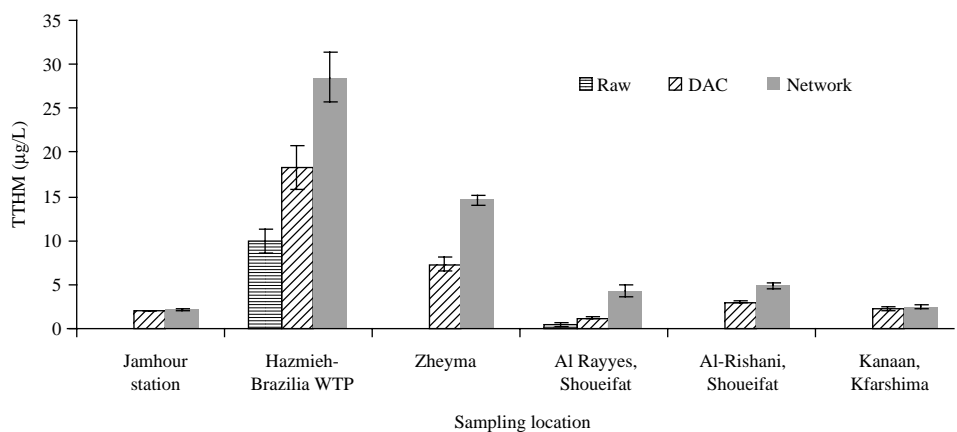 35
30
25
20
15
10
5
0
TTHM (µg/L)
Raw DAC Network
Jamhour
station
Hazmieh-
Brazilia WTP
Zheyma
Al Rayyes,
Shoueifat
Al-Rishani,
Shoueifat
Kanaan,
Kfarshima
Sampling location